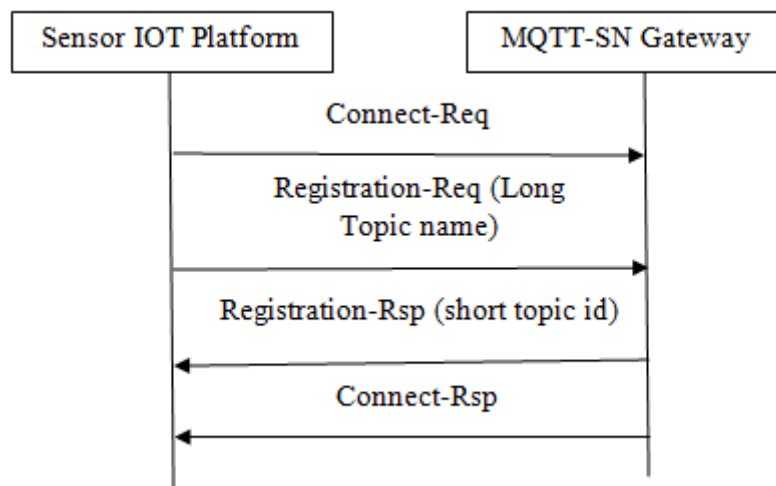 Sensor IOT Platform
MQTT-SN Gateway
Connect-Req
Registration-Req (Long
Topic name)
Registration-Rsp (short topic id)
Connect-Rsp